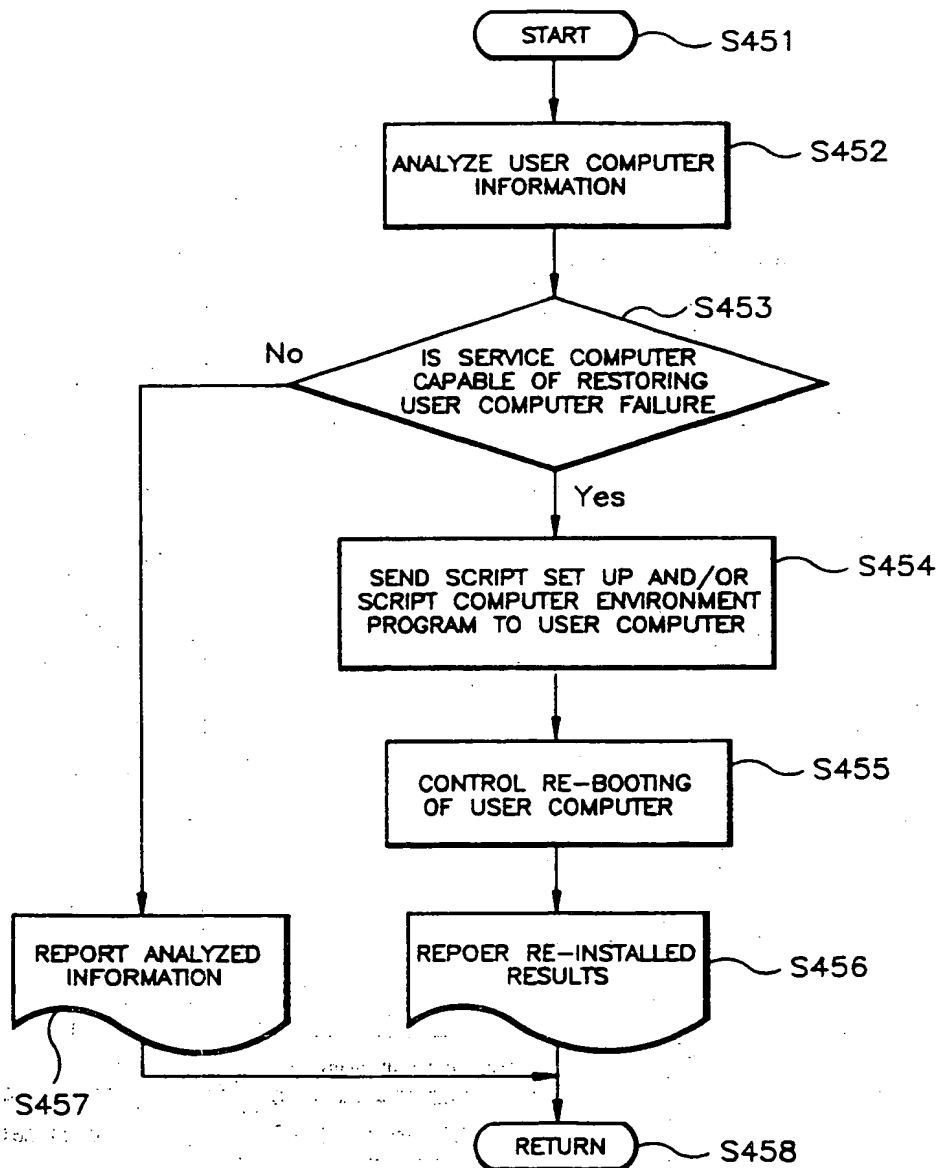 START
S451
ANALYZE USER COMPUTER
INFORMATION
S452
S453
No
IS SERVICE COMPUTER
CAPABLE OF RESTORING
USER COMPUTER FAILURE
Yes
SEND SCRIPT SET UP AND/OR
SCRIPT COMPUTER ENVIRONMENT
PROGRAM TO USER COMPUTER
S454
CONTROL RE-BOOTING
OF USER COMPUTER
S455
REPORT ANALYZED
INFORMATION
REPOER RE-INSTALLED
RESULTS
S456
S457
RETURN
S458